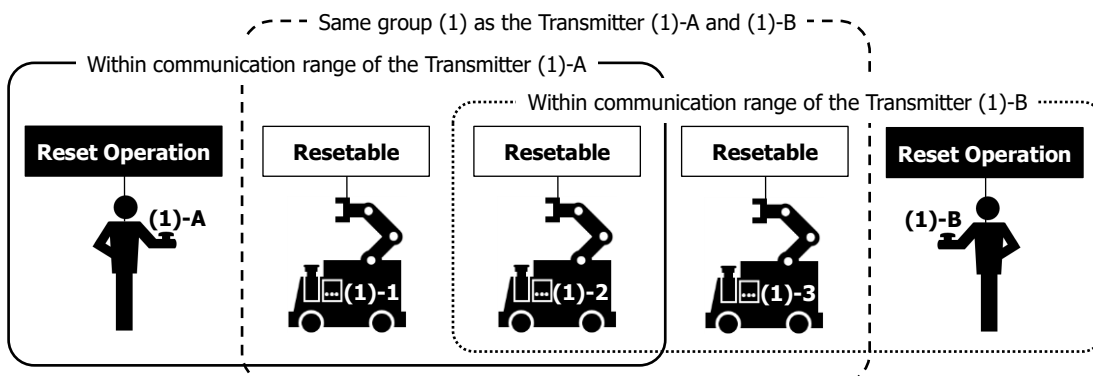 Same group (1) as the Transmitter (1)-A and (1)-B
Within communication range of the Transmitter (1)-A
Within communication range of the Transmitter (1)-B
Reset Operation
Resetable
Resetable
Resetable
Reset Operation
(1)-A
(1)-B
(1)-1
(1)-2
(1)-3